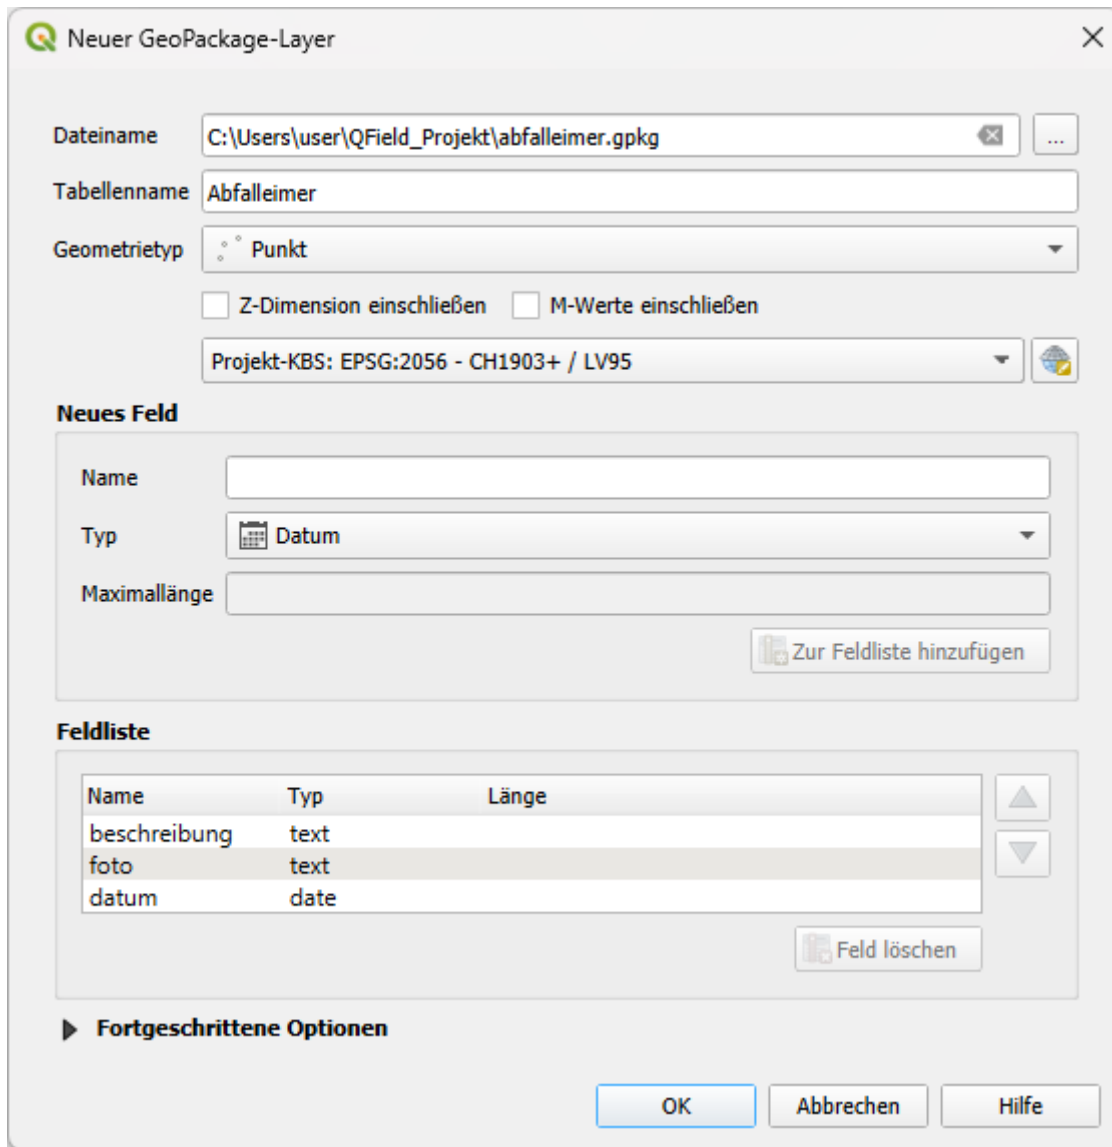 Neuer GeoPackage-Layer
Dateiname C:\Users\user\QField_Projekt\abfalleimer.gpkg ...
Tabellenname Abfalleimer
Geometrietyp Punkt
Z-Dimension einschließen M-Werte einschließen
Projekt-KBS: EPSG:2056 - CH1903+ / LV95
Neues Feld
Name
Typ Datum
Maximallänge
Zur Feldliste hinzufügen
Feldliste
Name Typ Länge
beschreibung text
foto text
datum date
Feld löschen
Fortgeschrittene Optionen
OK Abbrechen Hilfe